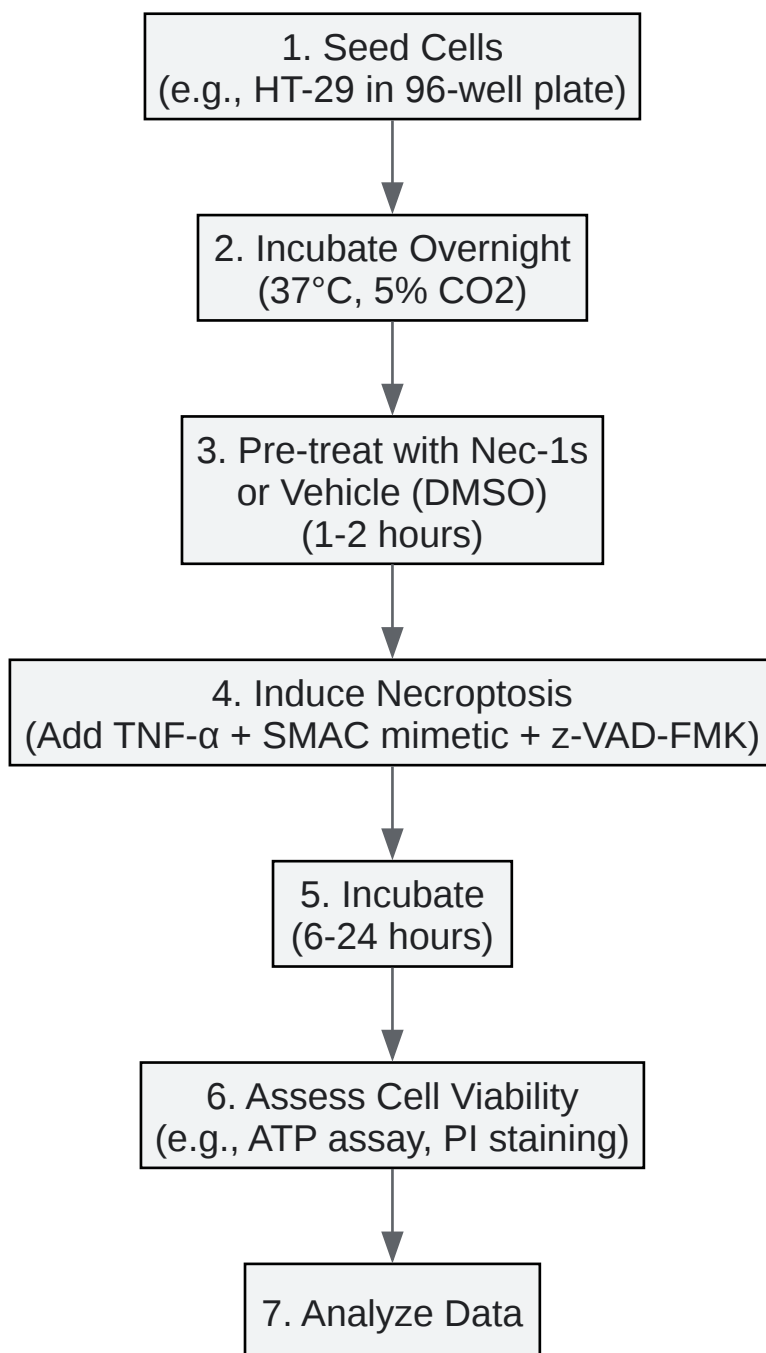 1. Seed Cells
(e.g., HT-29 in 96-well plate)
2. Incubate Overnight
(37°C, 5% CO2)
3. Pre-treat with Nec-1s
or Vehicle (DMSO)
(1-2 hours)
4. Induce Necroptosis
(Add TNF-α + SMAC mimetic + z-VAD-FMK)
5. Incubate
(6-24 hours)
6. Assess Cell Viability
(e.g., ATP assay, PI staining)
7. Analyze Data